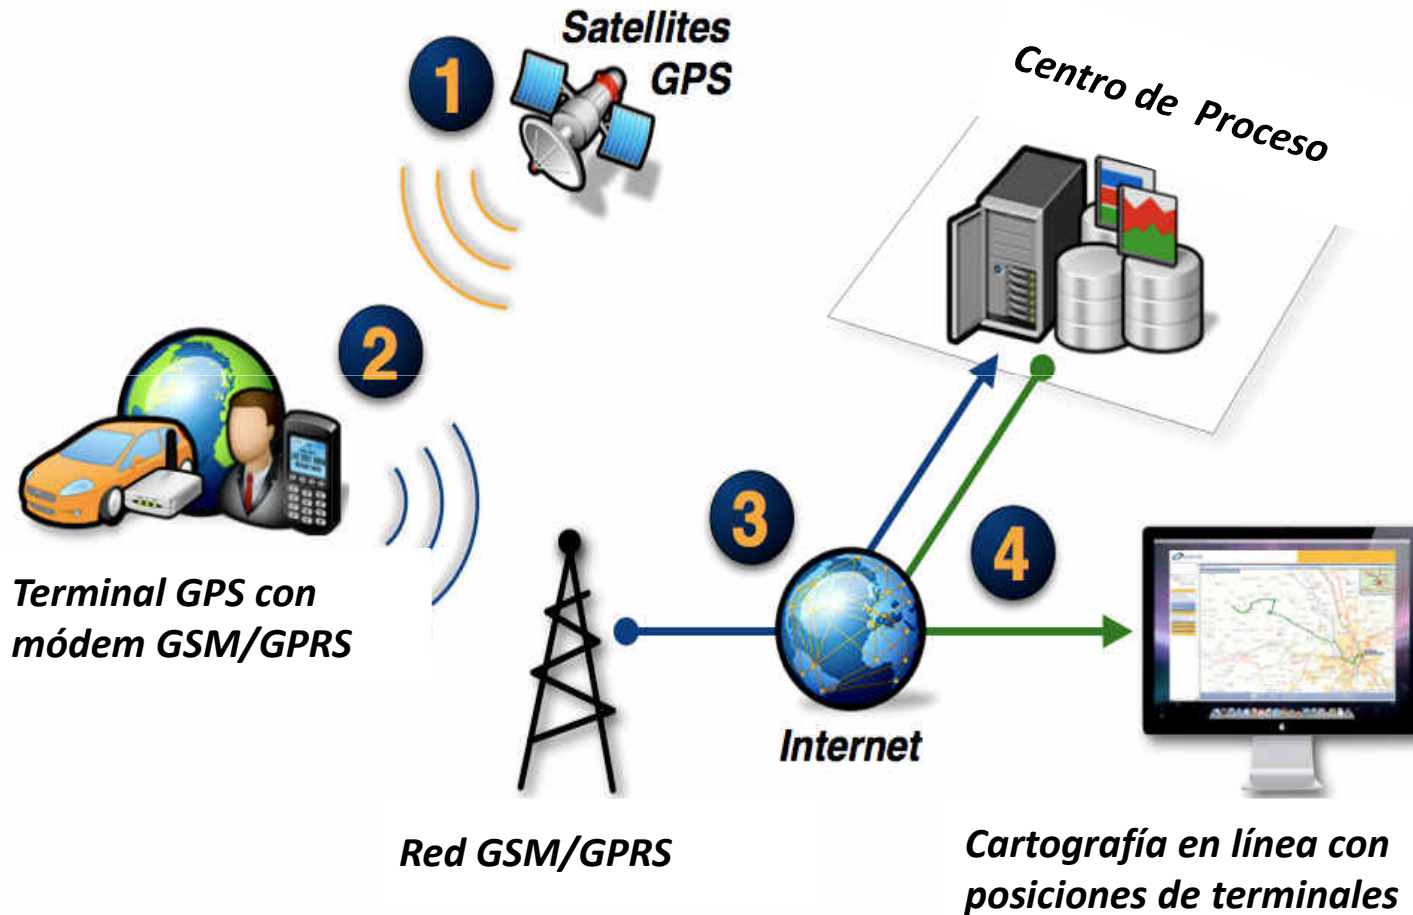 Satellites
GPS
1
Centro de Proceso
2
Terminal GPS con
módem GSM/GPRS
3
4
Internet
Red GSM/GPRS
Cartografía en línea con
posiciones de terminales